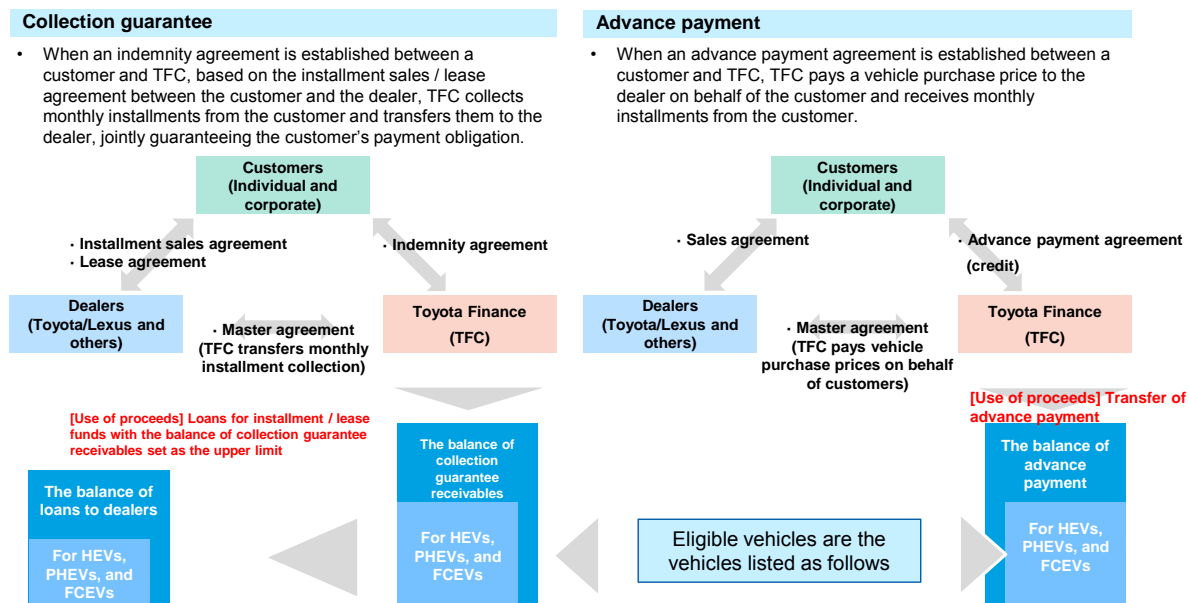 Collection guarantee
• When an indemnity agreement is established between a
customer and TFC, based on the installment sales / lease
agreement between the customer and the dealer, TFC collects
monthly installments from the customer and transfers them to the
dealer, jointly guaranteeing the customer's payment obligation.
Customers
(Individual and
corporate)
・Installment sales agreement
・Lease agreement
・Indemnity agreement
Dealers
(Toyota/Lexus and
others)
・Master agreement
(TFC transfers monthly
installment collection)
Toyota Finance
(TFC)
[Use of proceeds] Loans for installment / lease
funds with the balance of collection guarantee
receivables set as the upper limit
The balance of
loans to dealers
For HEVs,
PHEVs, and
FCEVs
The balance of
collection
guarantee
receivables
For HEVs,
PHEVs, and
FCEVs
Advance payment
• When an advance payment agreement is established between a
customer and TFC, TFC pays a vehicle purchase price to the
dealer on behalf of the customer and receives monthly
installments from the customer.
Customers
(Individual and
corporate)
・Sales agreement
・Advance payment agreement
(credit)
Dealers
(Toyota/Lexus and
others)
・Master agreement
(TFC pays vehicle
purchase prices on behalf
of customers)
Toyota Finance
(TFC)
[Use of proceeds] Transfer of
advance payment
The balance of
advance
payment
For HEVs,
PHEVs, and
FCEVs
Eligible vehicles are the
vehicles listed as follows